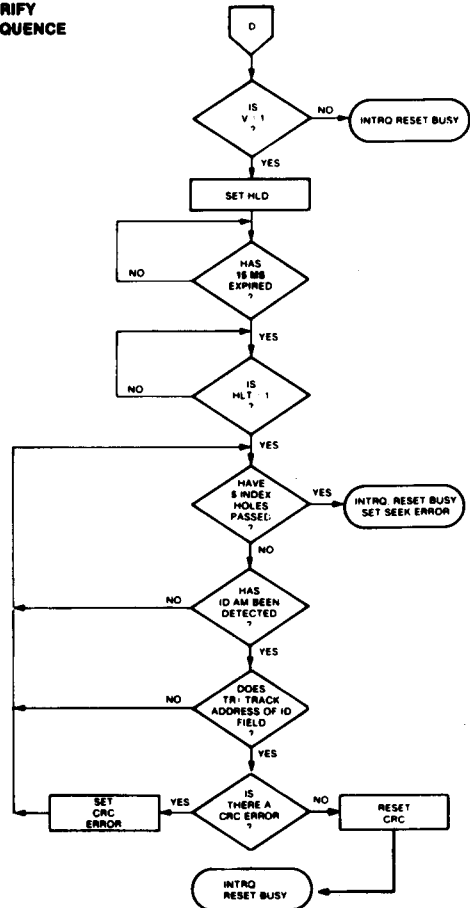 RIFY
QUENCE
D
IS
V = 1
?
NO
INTRQ RESET BUSY
YES
SET HLD
HAS
15 MS
EXPIRED
?
NO
YES
IS
HLT = 1
?
NO
YES
HAVE
5 INDEX
HOLES
PASSED
?
YES
INTRQ. RESET BUSY
SET SEEK ERROR
NO
HAS
ID AM BEEN
DETECTED
?
NO
YES
DOES
TR = TRACK
ADDRESS OF ID
FIELD
?
NO
YES
IS
THERE A
CRC ERROR
?
YES
SET
CRC
ERROR
NO
RESET
CRC
INTRQ
RESET BUSY